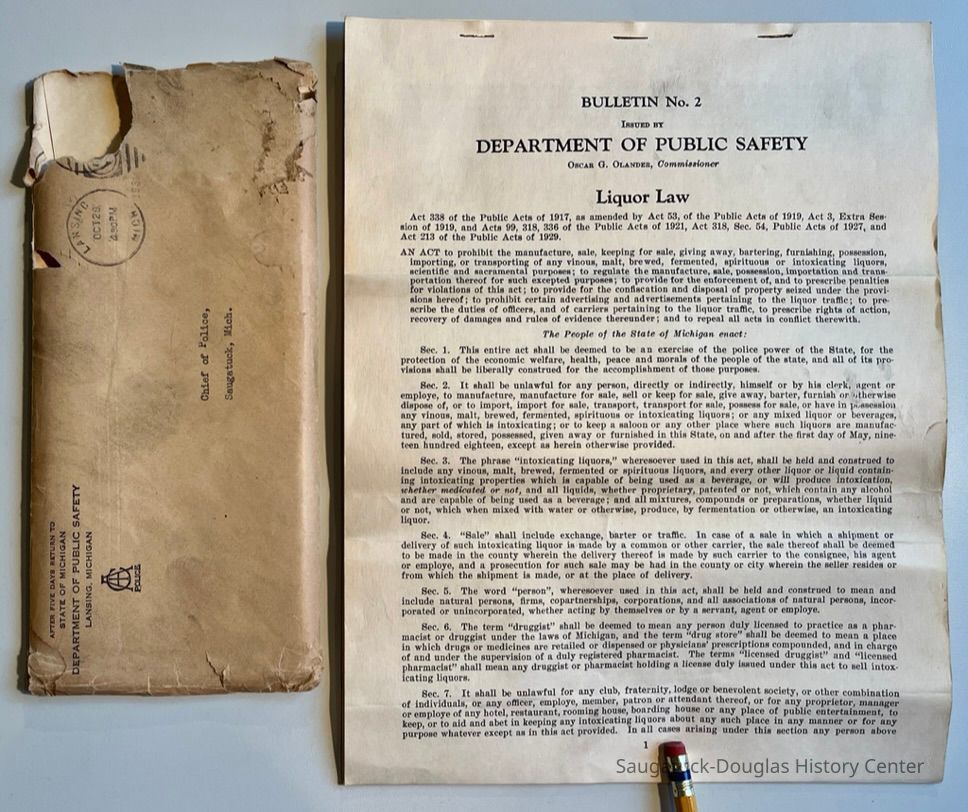 LANSING
OCT 26
2:30 PM
MICH.
Chief of Police,
Saugatuck, Mich.
AFTER FIVE DAYS RETURN TO
STATE OF MICHIGAN
DEPARTMENT OF PUBLIC SAFETY
LANSING, MICHIGAN
POLICE
BULLETIN No. 2
Issued by
DEPARTMENT OF PUBLIC SAFETY
Oscar G. Olander, Commissioner
Liquor Law
Act 338 of the Public Acts of 1917, as amended by Act 53, of the Public Acts of 1919, Act 3, Extra Ses-
sion of 1919, and Acts 99, 318, 336 of the Public Acts of 1921, Act 318, Sec. 54, Public Acts of 1927, and
Act 213 of the Public Acts of 1929.
AN ACT to prohibit the manufacture, sale, keeping for sale, giving away, bartering, furnishing, possession,
importing, or transporting of any vinous, malt, brewed, fermented, spirituous or intoxicating liquors,
scientific and sacramental purposes; to regulate the manufacture, sale, possession, importation and trans-
portation thereof for such excepted purposes; to provide for the enforcement of, and to prescribe penalties
for violations of this act; to provide for the confiscation and disposal of property seized under the provi-
sions hereof; to prohibit certain advertising and advertisements pertaining to the liquor traffic; to pre-
scribe the duties of officers, and of carriers pertaining to the liquor traffic, to prescribe rights of action,
recovery of damages and rules of evidence thereunder; and to repeal all acts in conflict therewith.
The People of the State of Michigan enact:
Sec. 1. This entire act shall be deemed to be an exercise of the police power of the State, for the
protection of the economic welfare, health, peace and morals of the people of the state, and all of its pro-
visions shall be liberally construed for the accomplishment of those purposes.
Sec. 2. It shall be unlawful for any person, directly or indirectly, himself or by his clerk, agent or
employe, to manufacture, manufacture for sale, sell or keep for sale, give away, barter, furnish or otherwise
dispose of, or to import, import for sale, transport, transport for sale, possess for sale, or have in possession
any vinous, malt, brewed, fermented, spirituous or intoxicating liquors; or any mixed liquor or beverages,
any part of which is intoxicating; or to keep a saloon or any other place where such liquors are manufac-
tured, sold, stored, possessed, given away or furnished in this State, on and after the first day of May, nine-
teen hundred eighteen, except as herein otherwise provided.
Sec. 3. The phrase "intoxicating liquors," wheresoever used in this act, shall be held and construed to
include any vinous, malt, brewed, fermented or spirituous liquors, and every other liquor or liquid contain-
ing intoxicating properties which is capable of being used as a beverage, or will produce intoxication,
whether medicated or not, and all liquids, whether proprietary, patented or not, which contain any alcohol
and are capable of being used as a beverage; and all mixtures, compounds or preparations, whether liquid
or not, which when mixed with water or otherwise, produce, by fermentation or otherwise, an intoxicating
liquor.
Sec. 4. "Sale" shall include exchange, barter or traffic. In case of a sale in which a shipment or
delivery of such intoxicating liquor is made by a common or other carrier, the sale thereof shall be deemed
to be made in the county wherein the delivery thereof is made by such carrier to the consignee, his agent
or employe, and a prosecution for such sale may be had in the county or city wherein the seller resides or
from which the shipment is made, or at the place of delivery.
Sec. 5. The word "person", wheresoever used in this act, shall be held and construed to mean and
include natural persons, firms, copartnerships, corporations, and all associations of natural persons, incor-
porated or unincorporated, whether acting by themselves or by a servant, agent or employe.
Sec. 6. The term "druggist" shall be deemed to mean any person duly licensed to practice as a phar-
macist or druggist under the laws of Michigan, and the term "drug store" shall be deemed to mean a place
in which drugs or medicines are retailed or dispensed or physicians' prescriptions compounded, and in charge
of and under the supervision of a duly registered pharmacist. The terms "licensed druggist" and "licensed
pharmacist" shall mean any druggist or pharmacist holding a license duly issued under this act to sell intox-
icating liquors.
Sec. 7. It shall be unlawful for any club, fraternity, lodge or benevolent society, or other combination
of individuals, or any officer, employe, member, patron or attendant thereof, or for any proprietor, manager
or employe of any hotel, restaurant, rooming house, boarding house or any place of public entertainment, to
keep, or to aid and abet in keeping any intoxicating liquors about any such place in any manner or for any
purpose whatever except as in this act provided. In all cases arising under this section any person above
1
Saugatuck-Douglas History Center